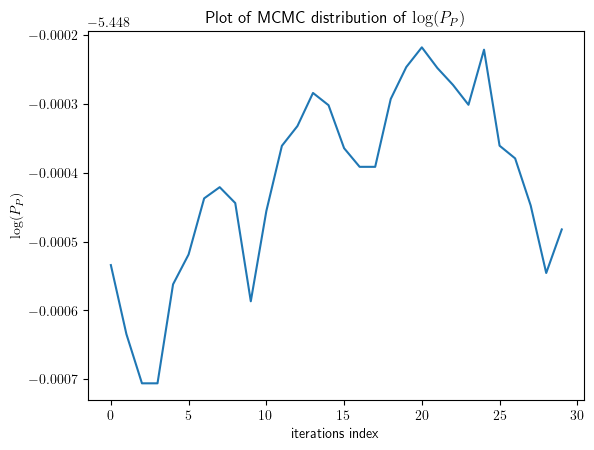 Plot of MCMC distribution of log(P_P)
−5.448
−0.0002
−0.0003
−0.0004
−0.0005
−0.0006
−0.0007
log(P_P)
0 5 10 15 20 25 30
iterations index